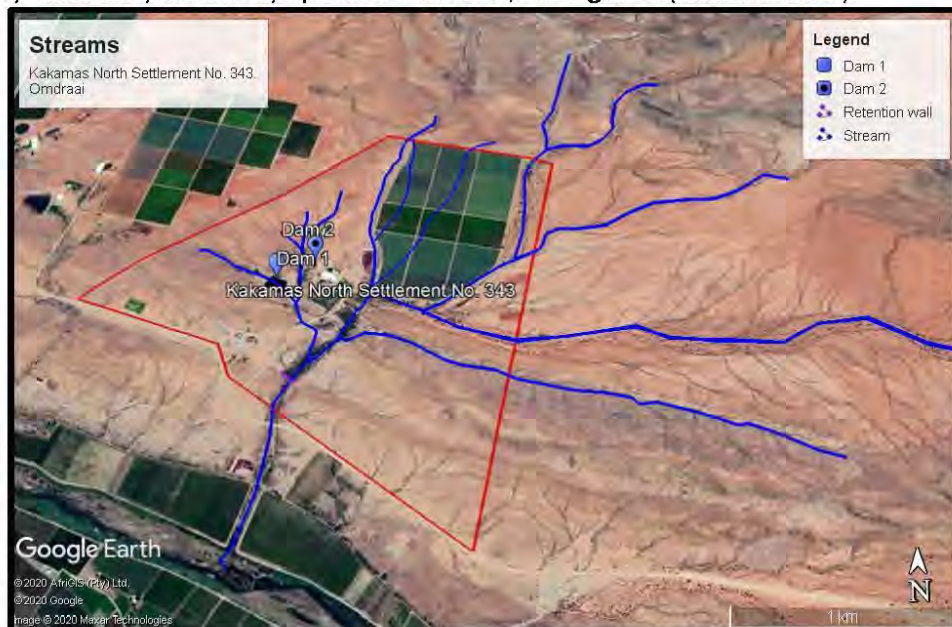 Streams
Kakamas North Settlement No. 343.
Omdraai
Legend
Dam 1
Dam 2
Retention wall
Stream
Dam 2
Dam 1
Kakamas North Settlement No. 343
Google Earth
©2020 AfriGIS (Pty) Ltd.
©2020 Google
Image © 2020 Maxar Technologies
N
1 km